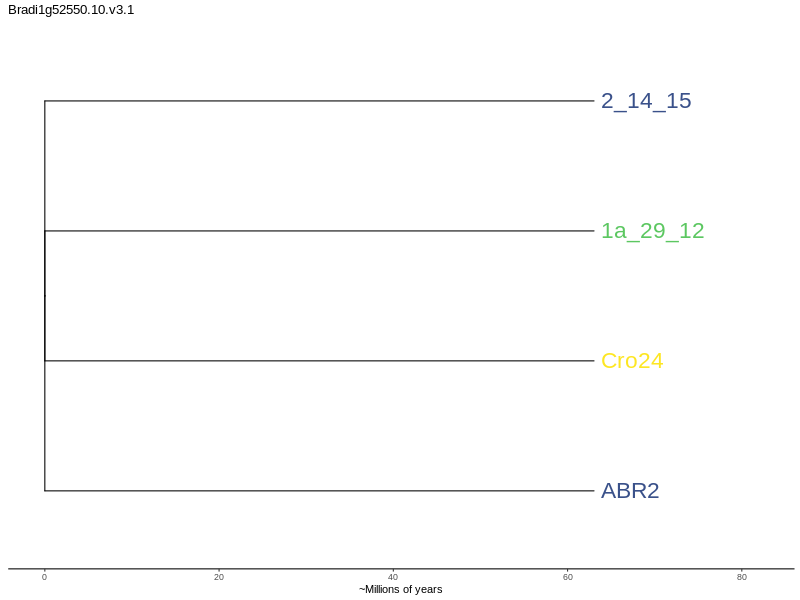 Bradi1g52550.10.v3.1
2_14_15
1a_29_12
Cro24
ABR2
0 20 40 60 80
~Millions of years